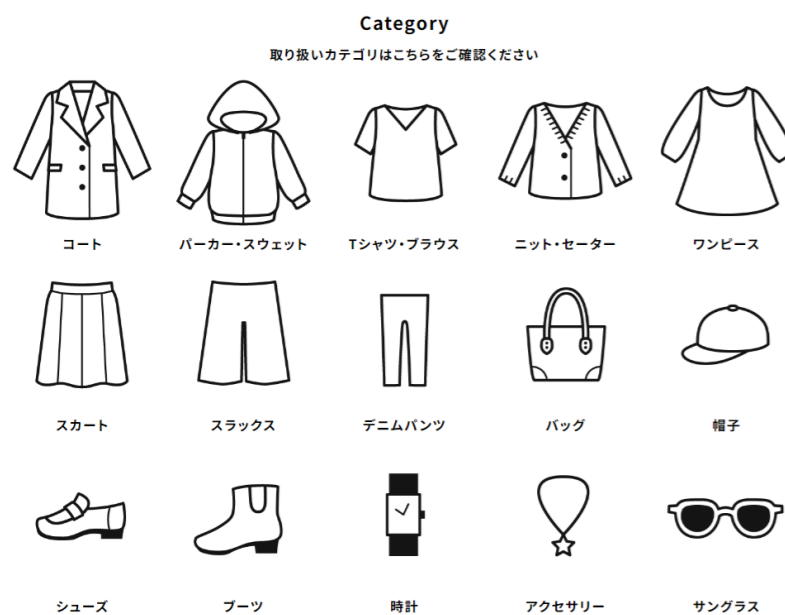 Category
取り扱いカテゴリはこちらをご確認ください
コート
パーカー・スウェット
Tシャツ・ブラウス
ニット・セーター
ワンピース
スカート
スラックス
デニムパンツ
バッグ
帽子
シューズ
ブーツ
時計
アクセサリー
サングラス